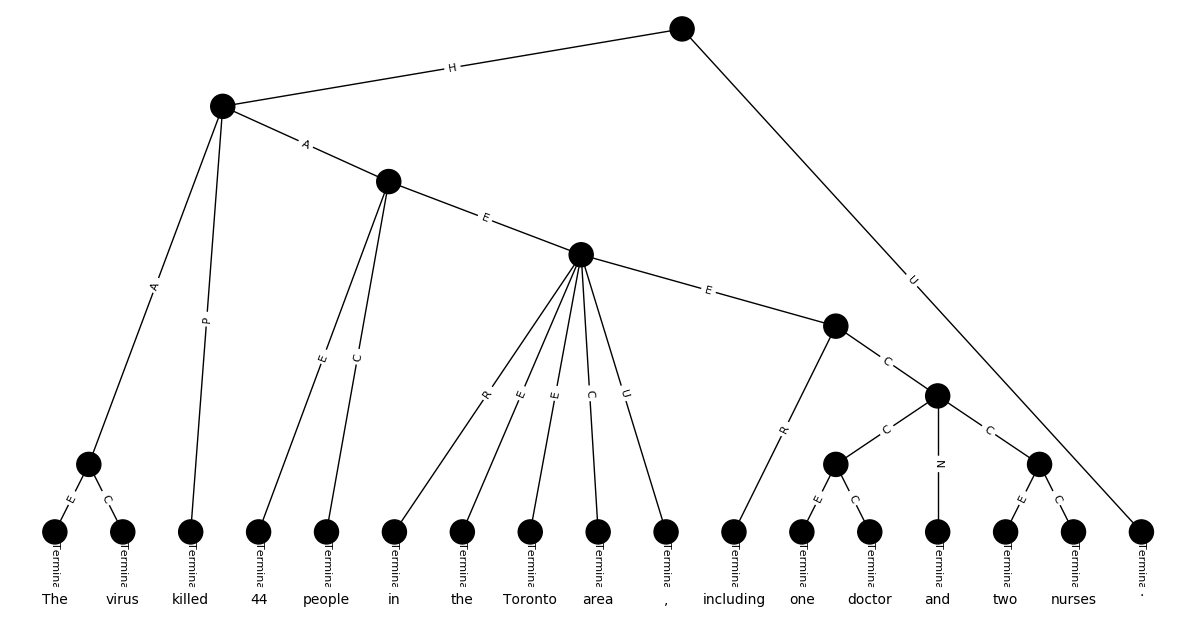 H
A
A
E
A
E
U
P
E
C
R
E
E
C
U
R
C
C
N
C
E
C
E
C
E
C
Termina Termina Termina Termina Termina Termina Termina Termina Termina Termina Termina Termina Termina Termina Termina Termina Termina
The virus killed 44 people in the Toronto area , including one doctor and two nurses .